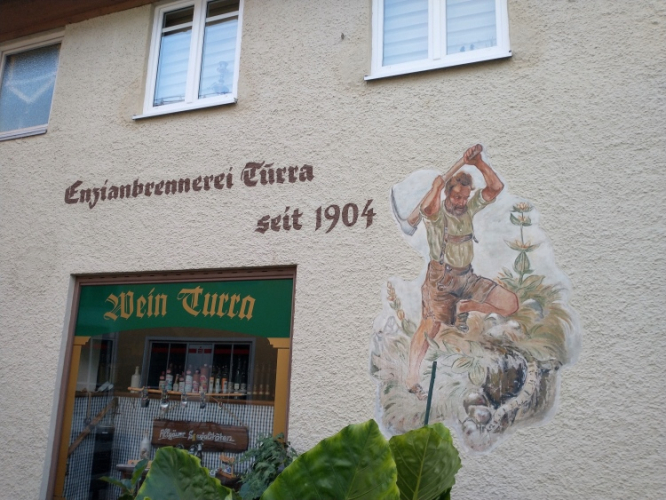 Enzianbrennerei Turra
seit 1904
Wein Turra